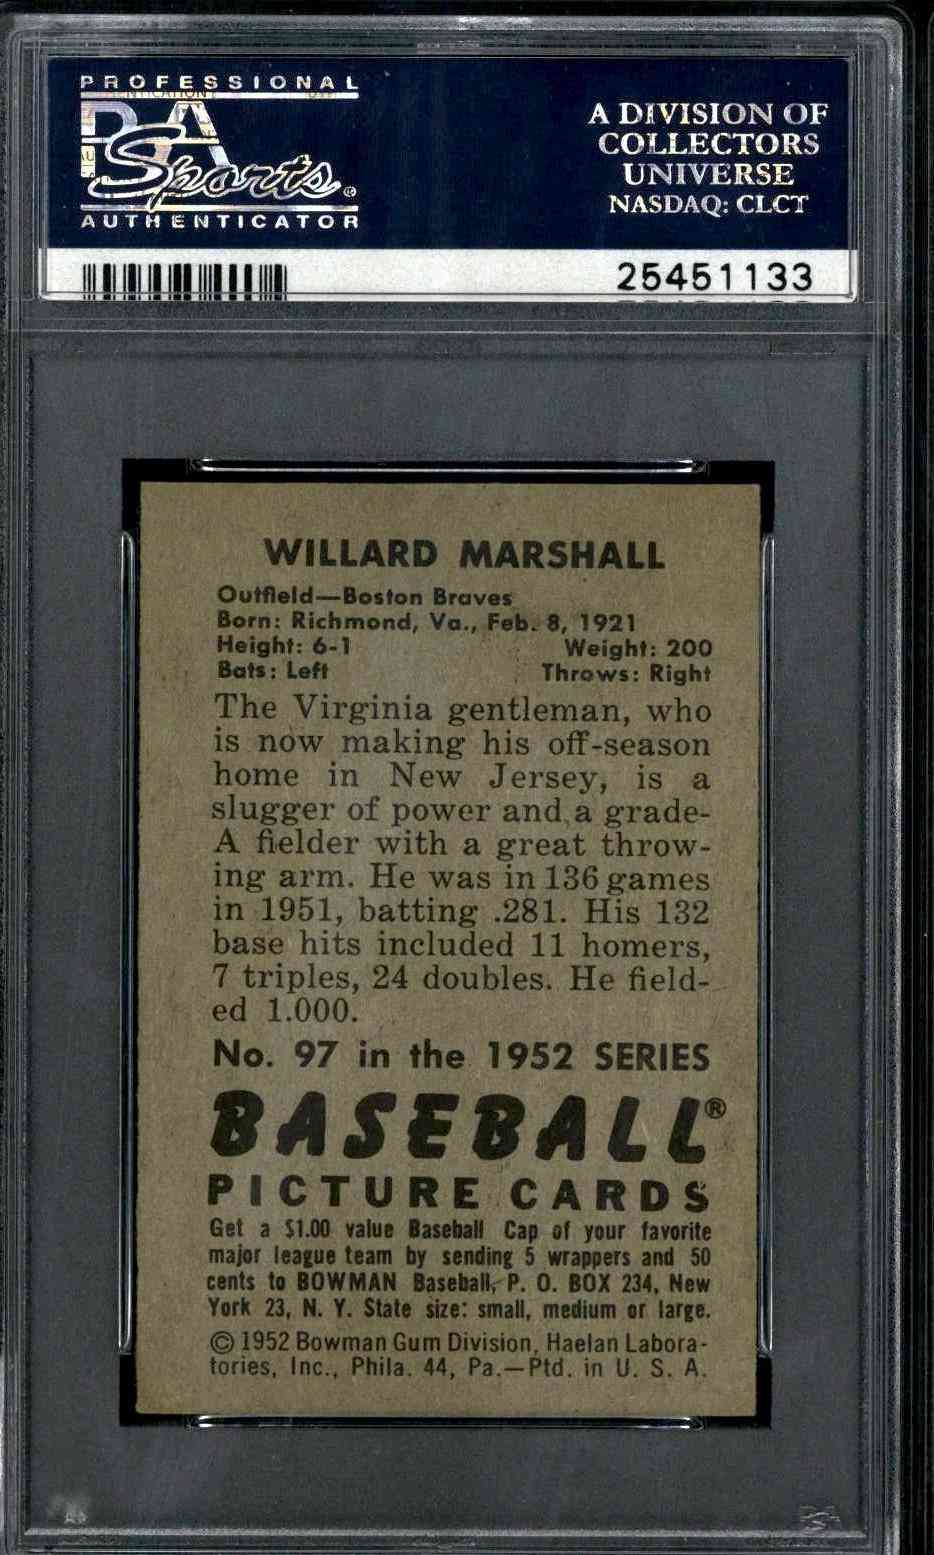 PROFESSIONAL
PSA
Sports®
AUTHENTICATOR
A DIVISION OF
COLLECTORS
UNIVERSE
NASDAQ: CLCT
25451133
WILLARD MARSHALL
Outfield—Boston Braves
Born: Richmond, Va., Feb. 8, 1921
Height: 6-1 Weight: 200
Bats: Left Throws: Right
The Virginia gentleman, who
is now making his off-season
home in New Jersey, is a
slugger of power and a grade-
A fielder with a great throw-
ing arm. He was in 136 games
in 1951, batting .281. His 132
base hits included 11 homers,
7 triples, 24 doubles. He field-
ed 1.000.
No. 97 in the 1952 SERIES
BASEBALL®
PICTURE CARDS
Get a $1.00 value Baseball Cap of your favorite
major league team by sending 5 wrappers and 50
cents to BOWMAN Baseball, P. O. BOX 234, New
York 23, N. Y. State size: small, medium or large.
© 1952 Bowman Gum Division, Haelan Labora-
tories, Inc., Phila. 44, Pa.—Ptd. in U. S. A.